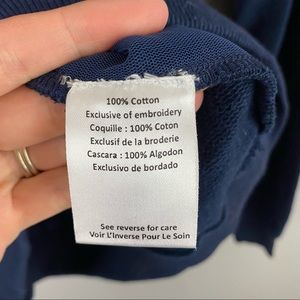 100% Cotton
Exclusive of embroidery
Coquille : 100% Coton
Exclusif de la broderie
Cascara : 100% Algodon
Exclusivo de bordado
See reverse for care
Voir L'Inverse Pour Le Soin